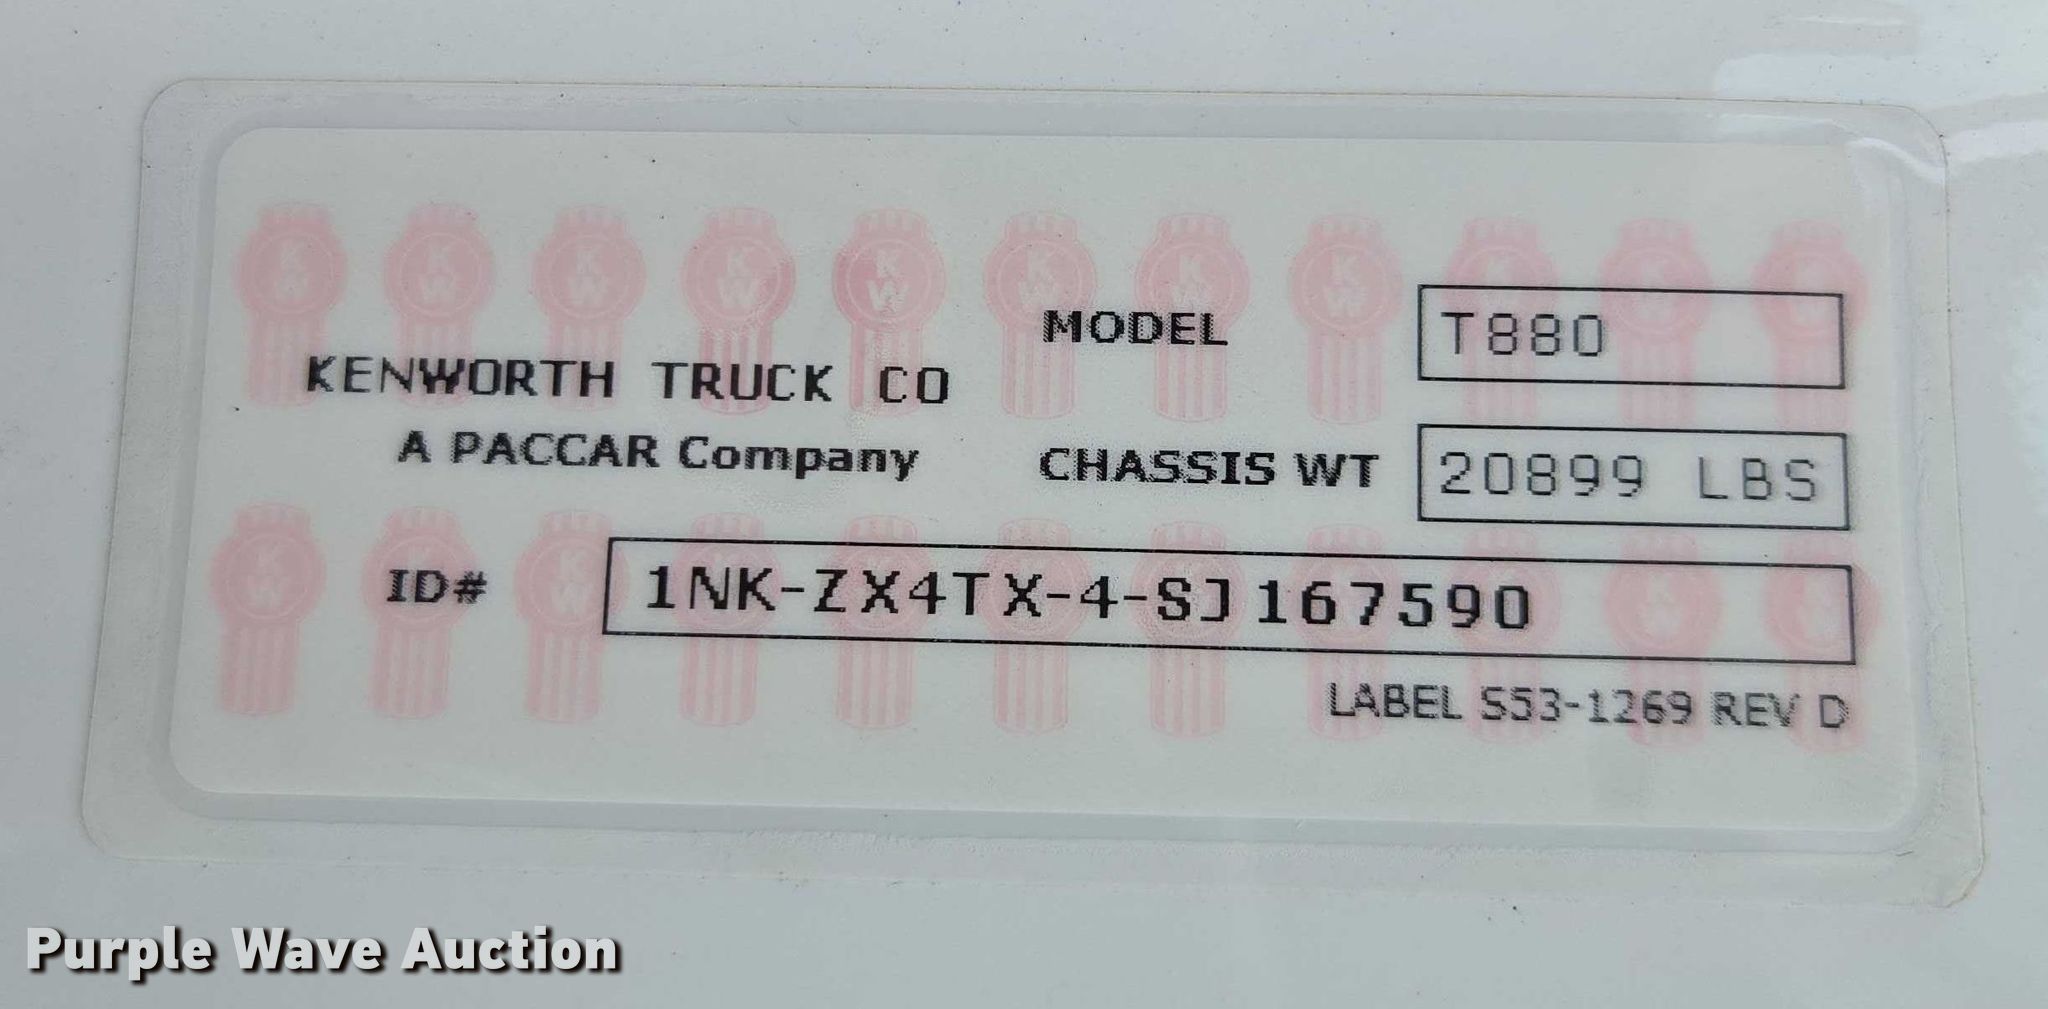 MODEL T880
KENWORTH TRUCK CO
A PACCAR Company
CHASSIS WT 20899 LBS
ID# 1NK-ZX4TX-4-SJ167590
LABEL S53-1269 REV D
Purple Wave Auction